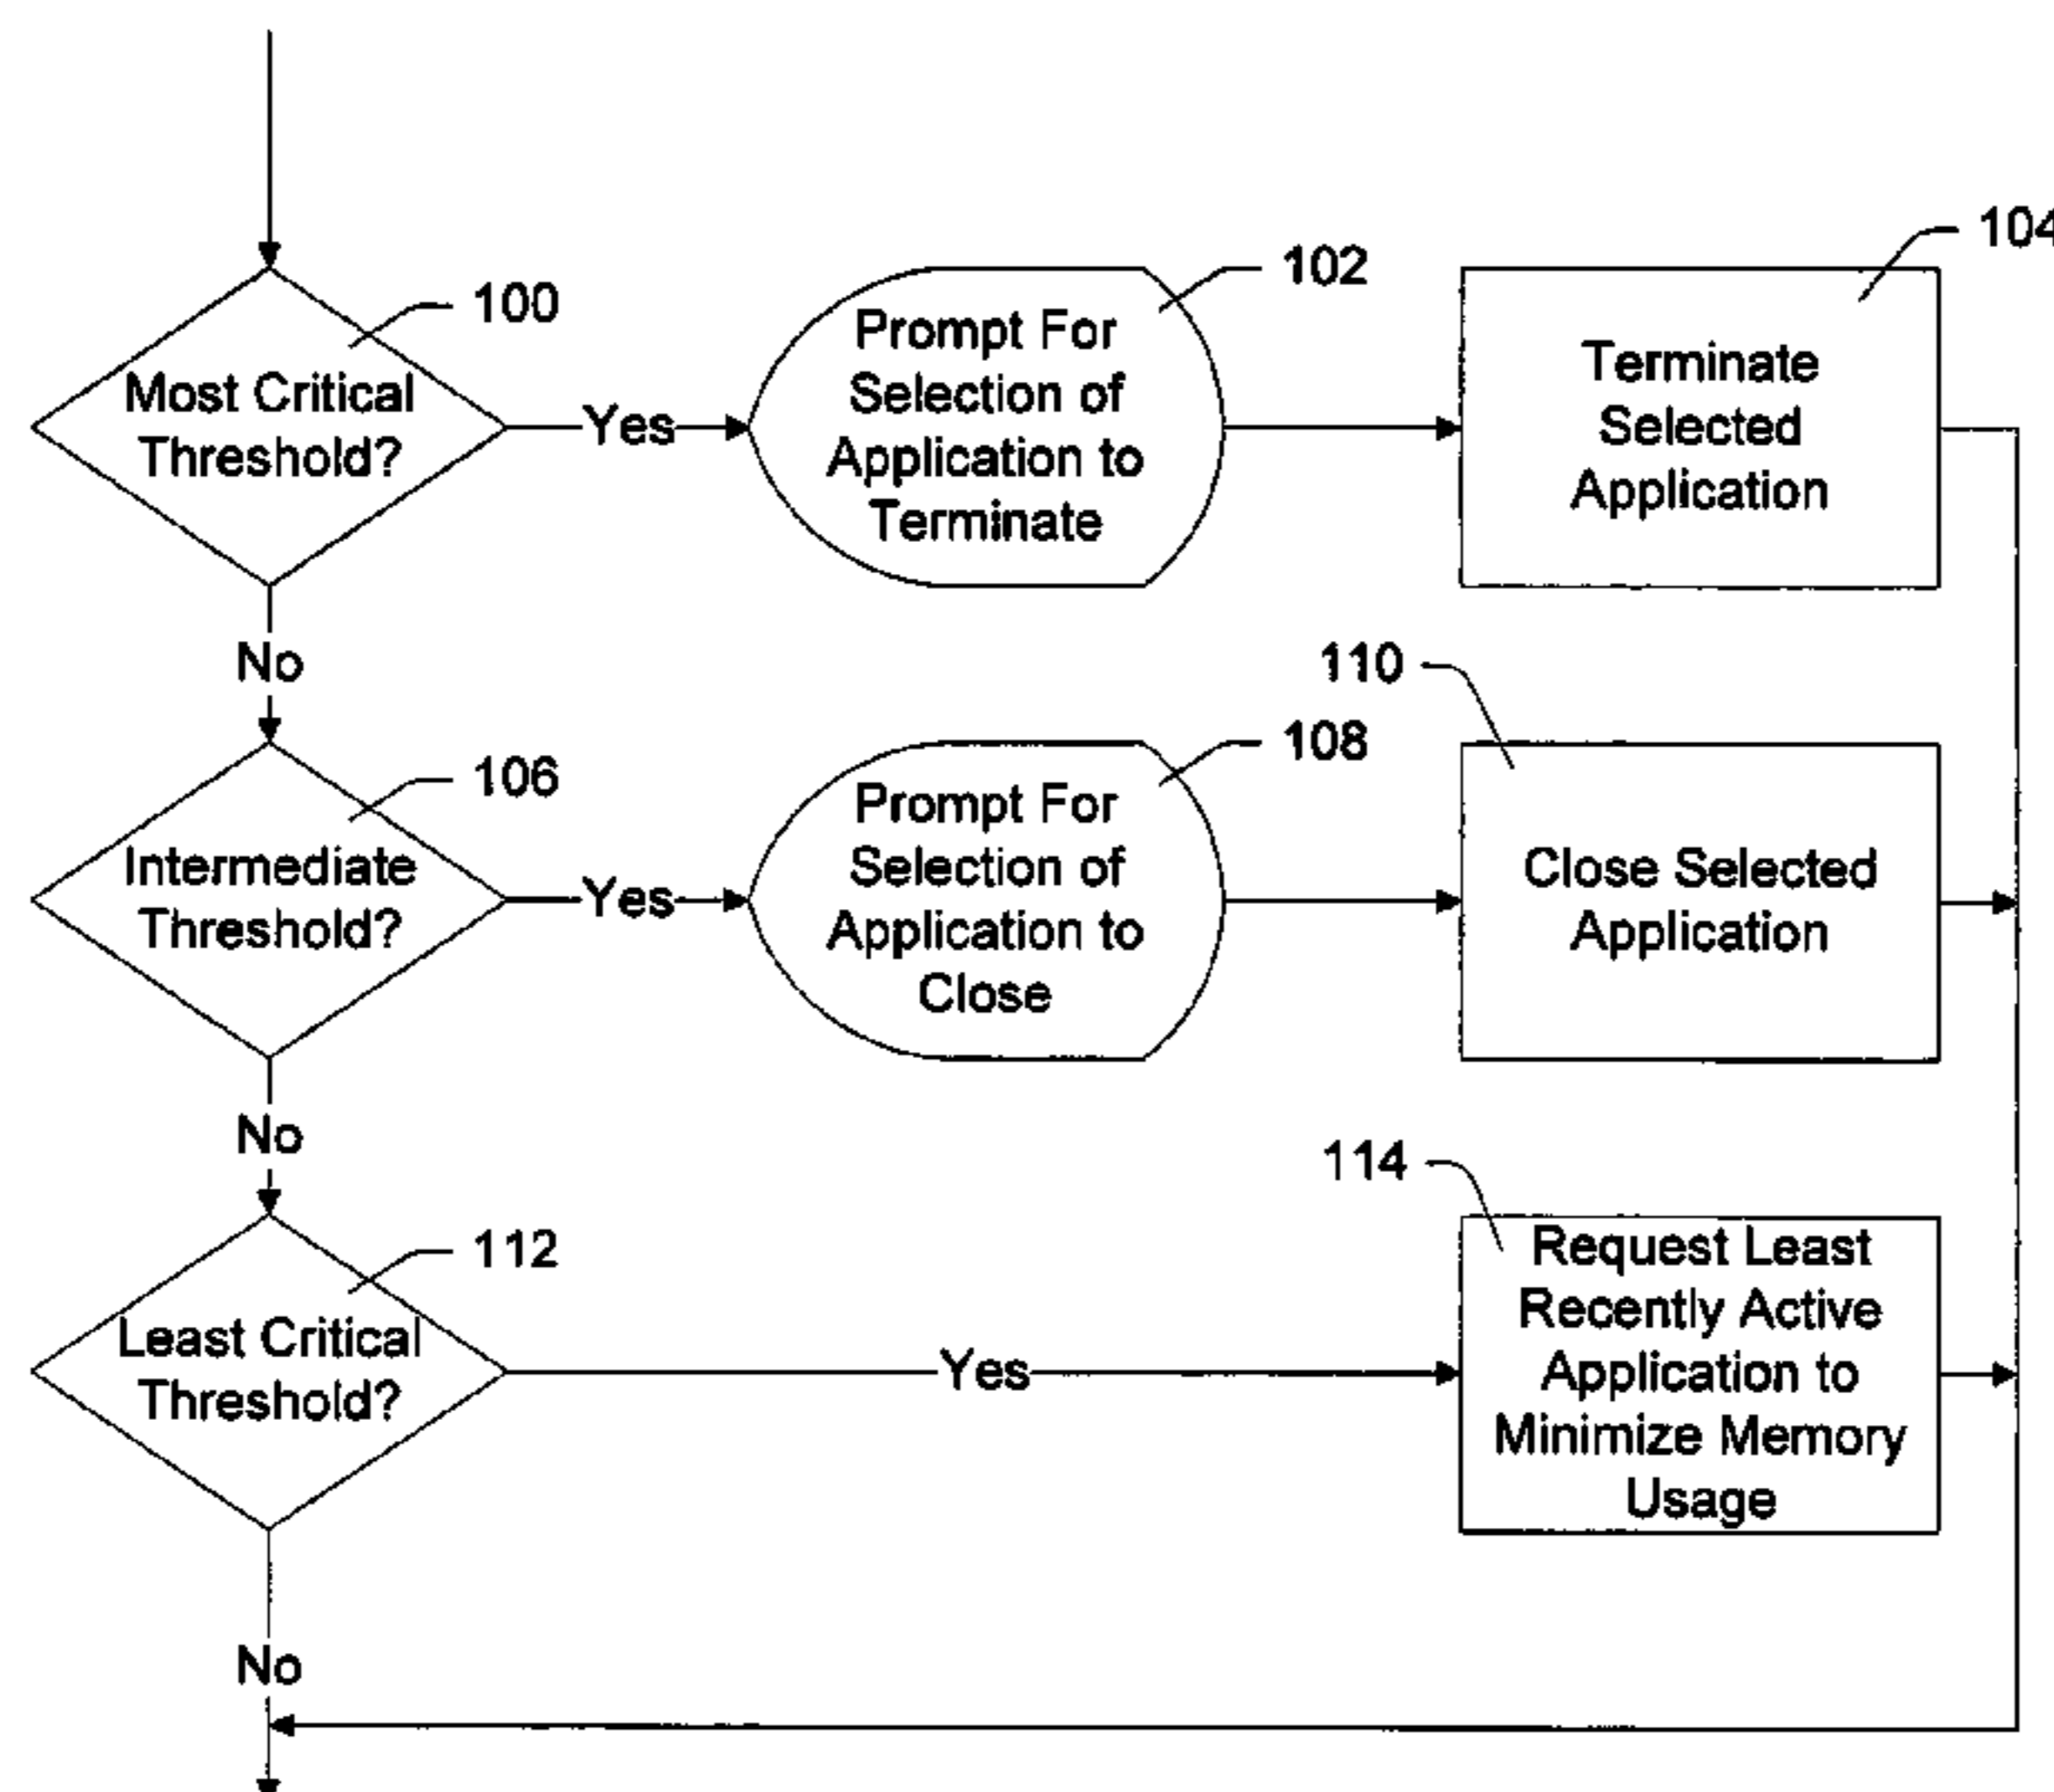 104
102
100
Prompt For
Selection of
Application to
Terminate
Terminate
Selected
Application
Most Critical
Threshold?
Yes
No
110
108
106
Prompt For
Selection of
Application to
Close
Close Selected
Application
Intermediate
Threshold?
Yes
No
114
112
Request Least
Recently Active
Application to
Minimize Memory
Usage
Least Critical
Threshold?
Yes
No